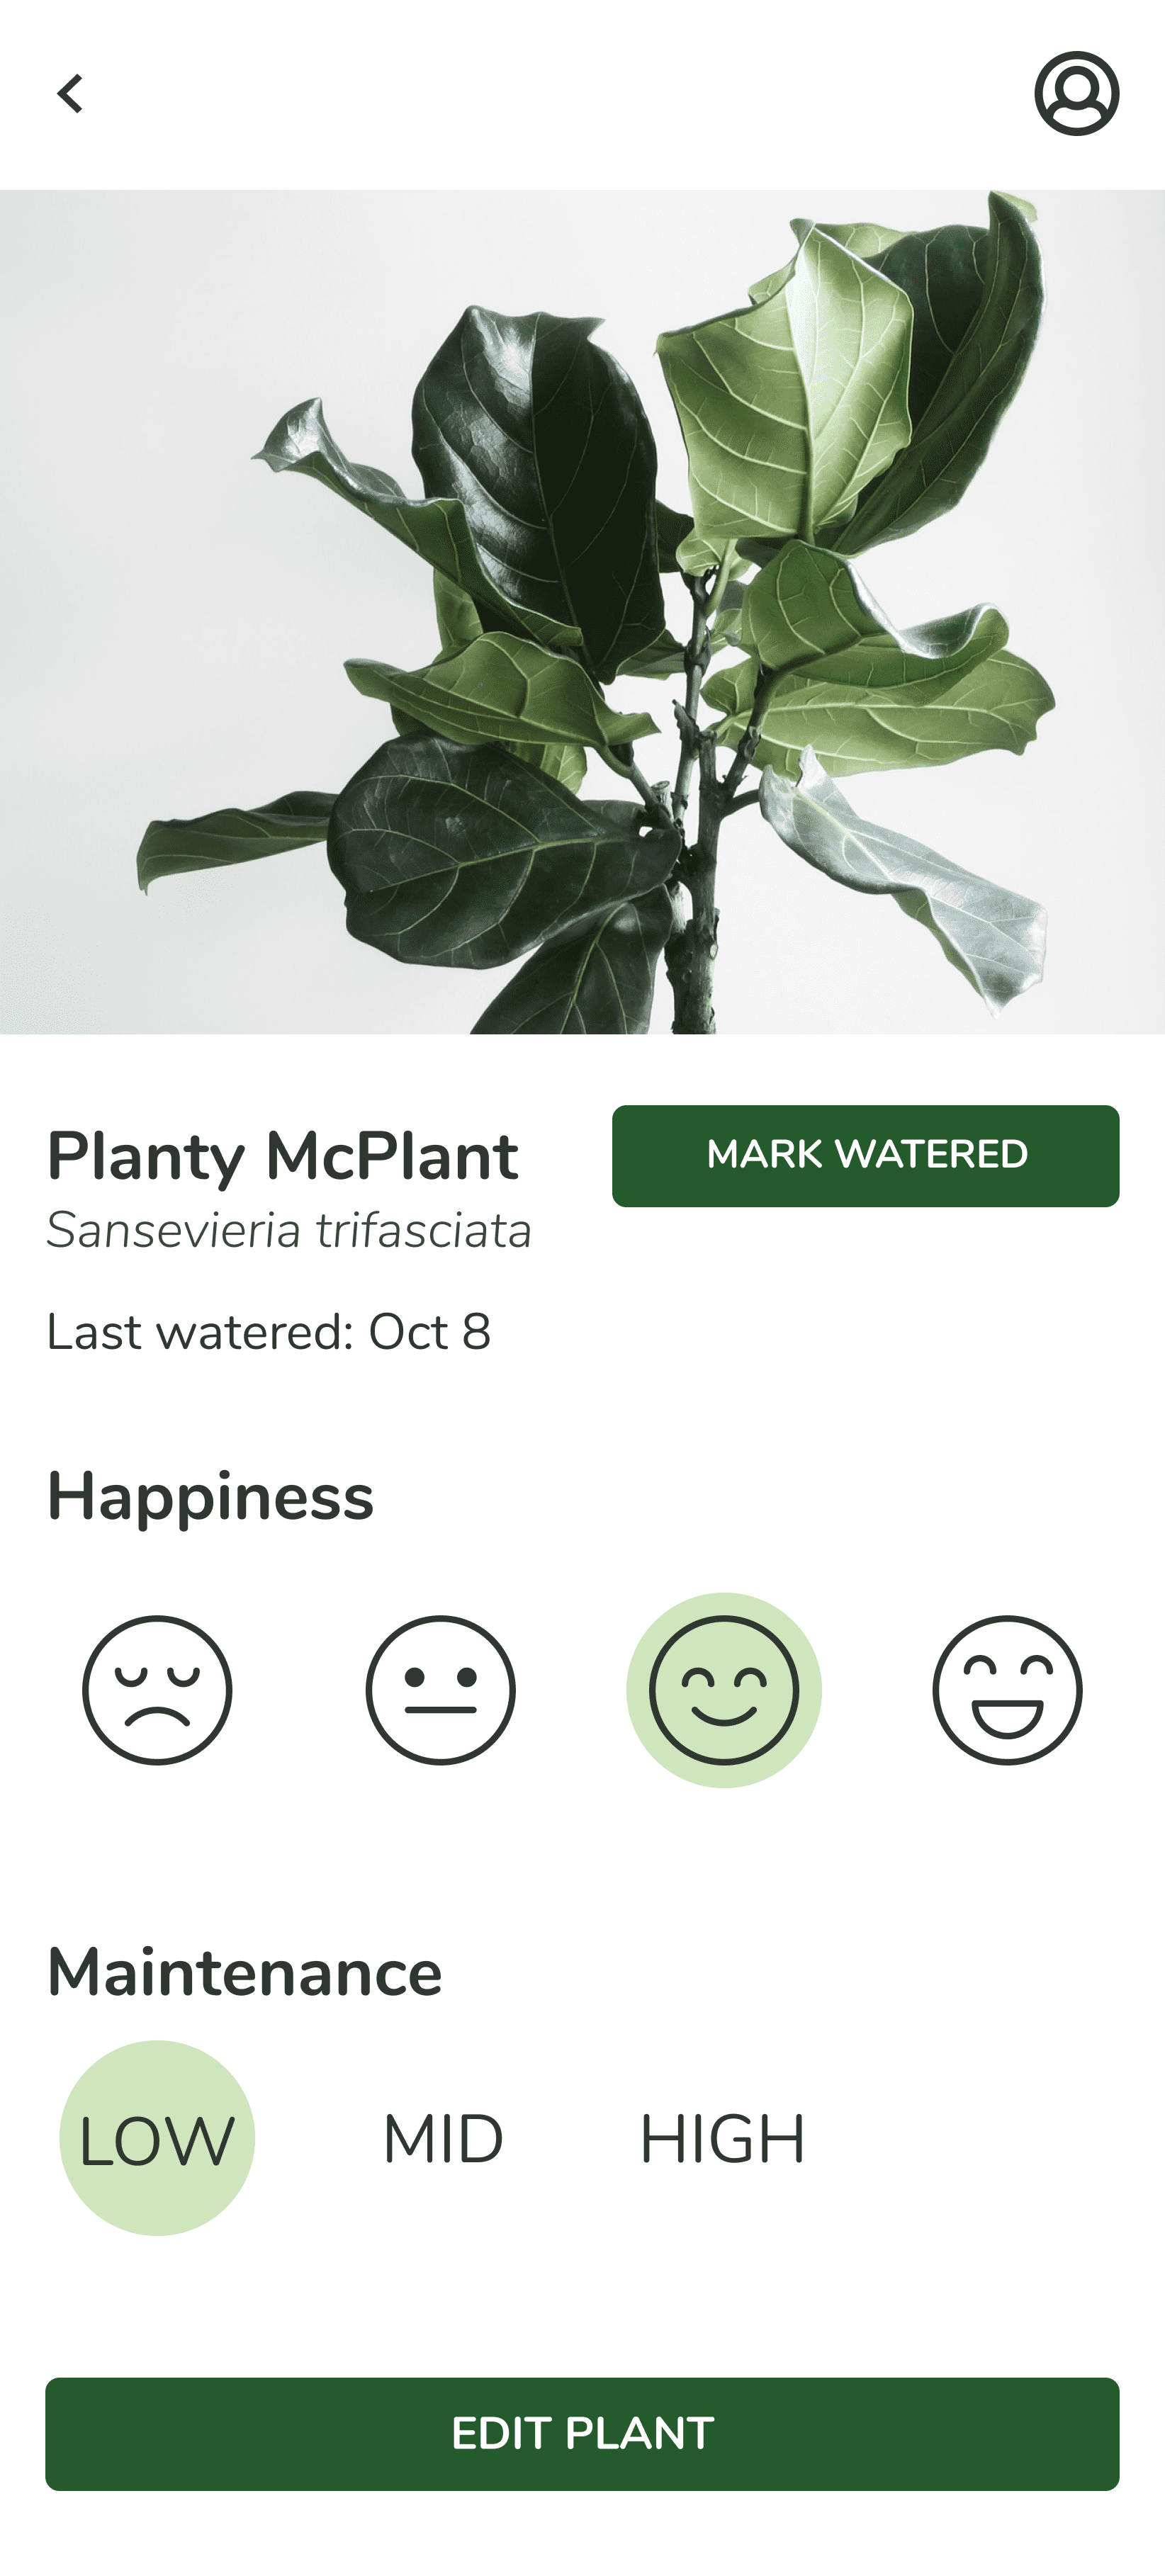 Planty McPlant
MARK WATERED
Sansevieria trifasciata
Last watered: Oct 8
Happiness
Maintenance
LOW MID HIGH
EDIT PLANT